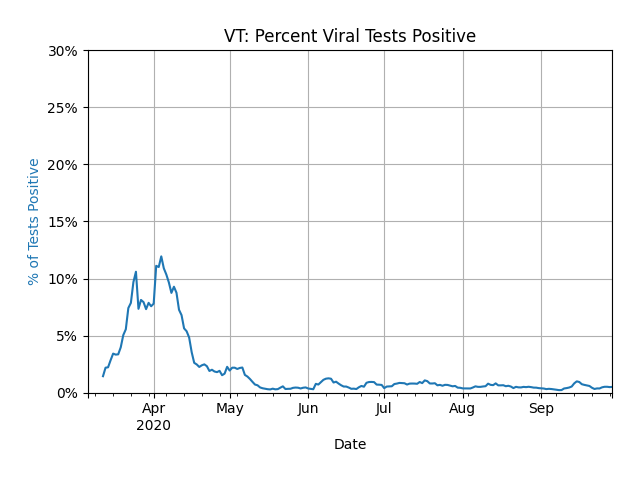 VT: Percent Viral Tests Positive
30%
25%
20%
15%
10%
5%
0%
% of Tests Positive
Apr May Jun Jul Aug Sep
2020
Date